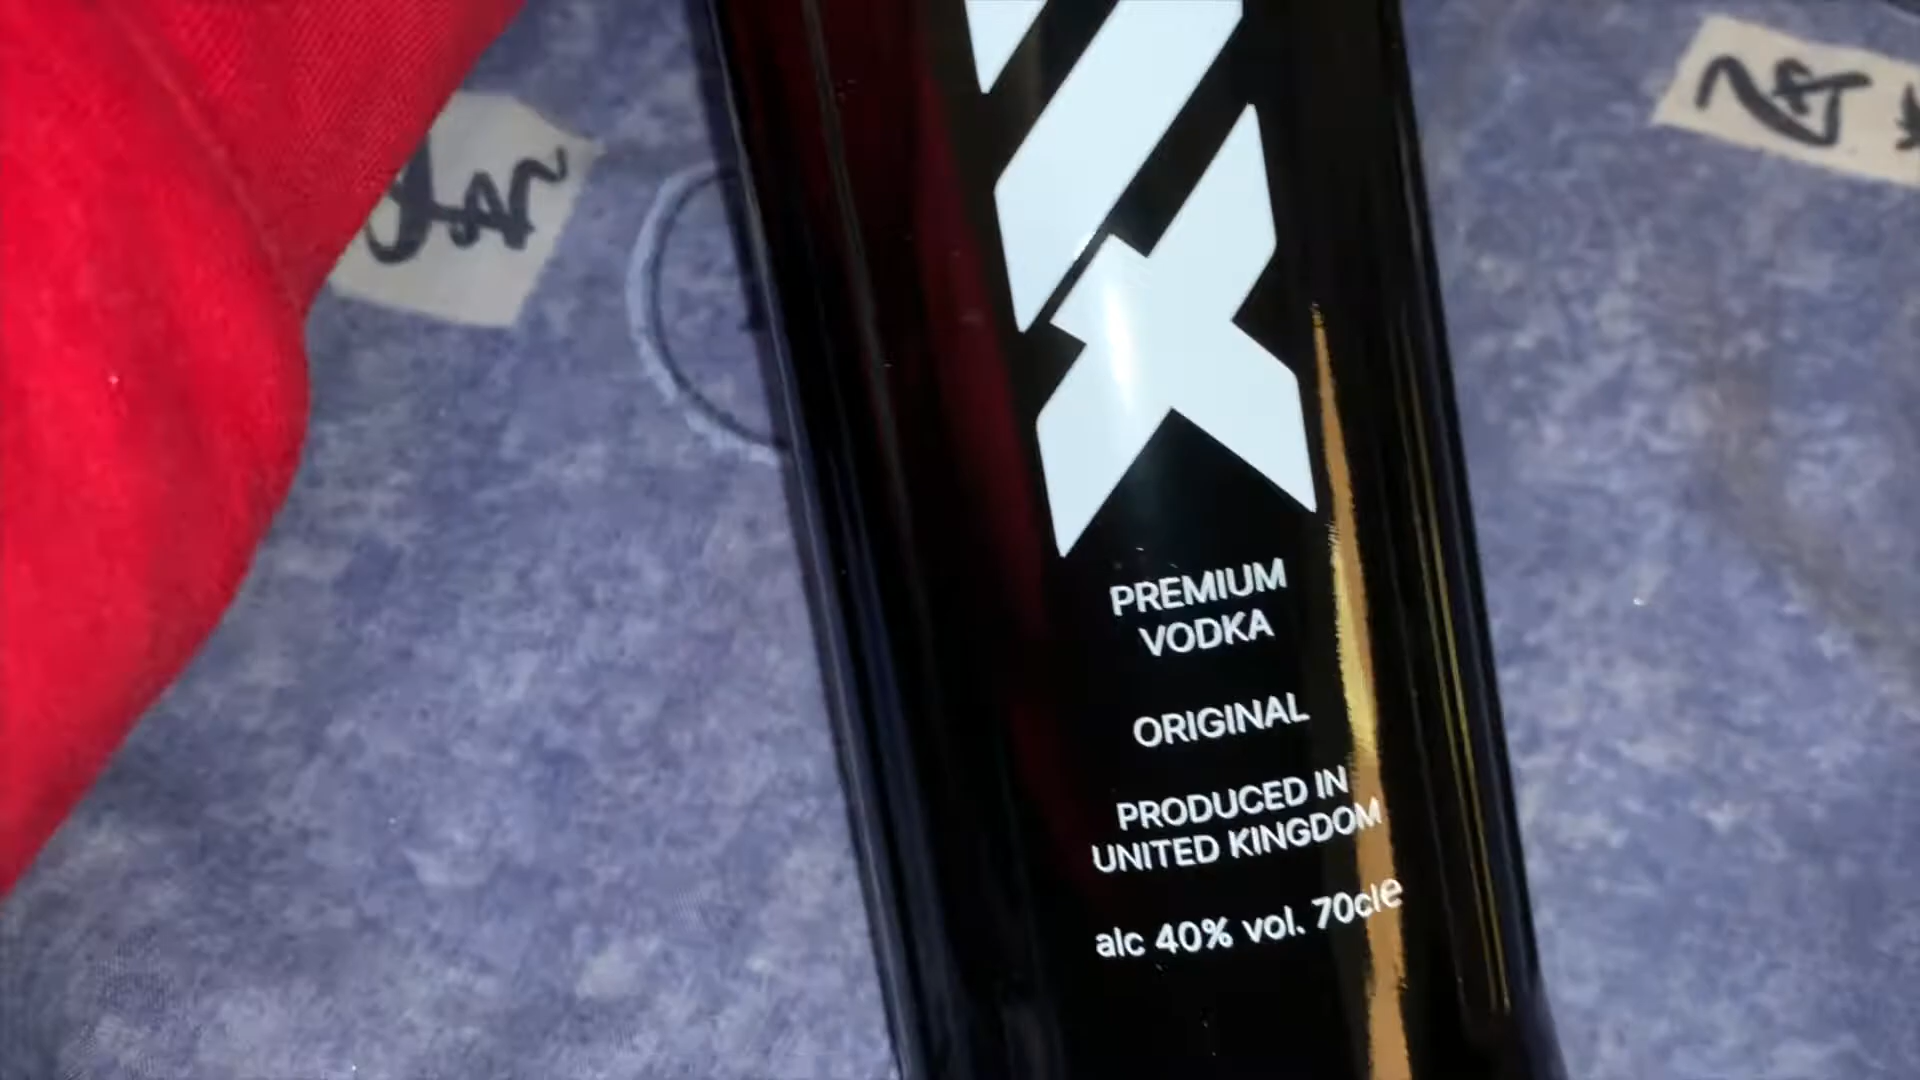 PREMIUM
VODKA
ORIGINAL
PRODUCED IN
UNITED KINGDOM
alc 40% vol. 70cle